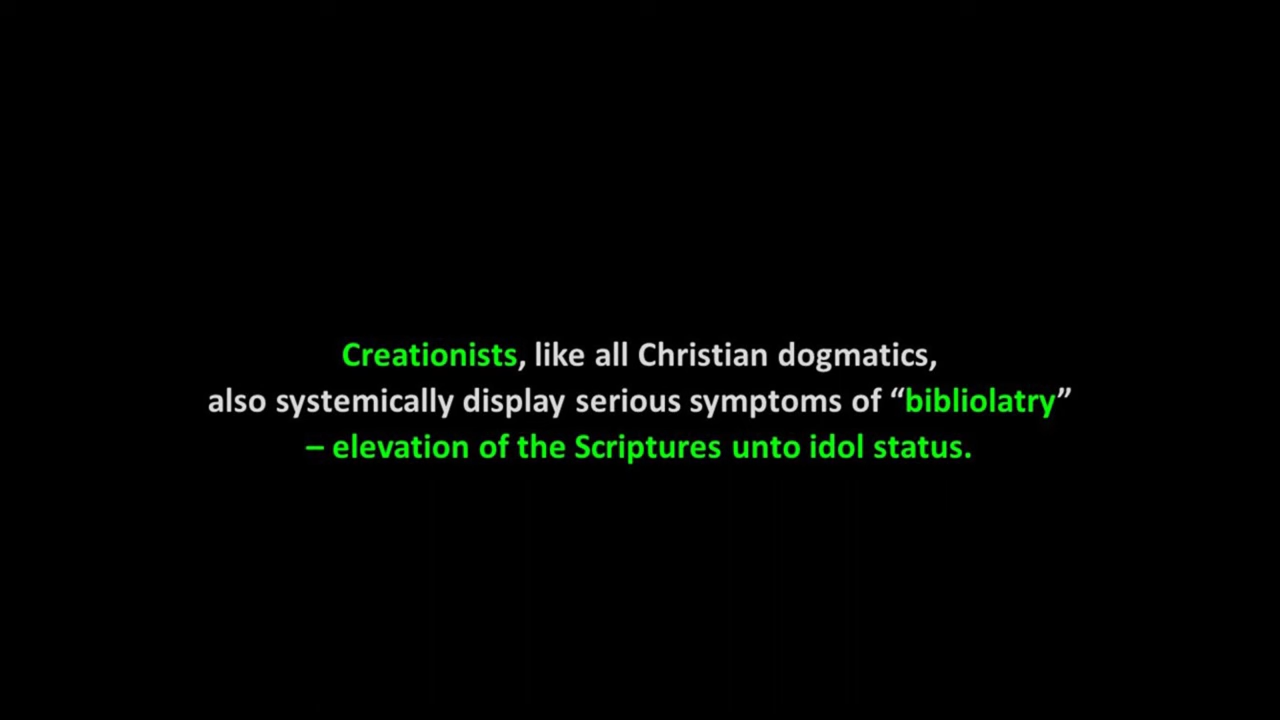 Creationists, like all Christian dogmatics,
also systemically display serious symptoms of “bibliolatry”
– elevation of the Scriptures unto idol status.